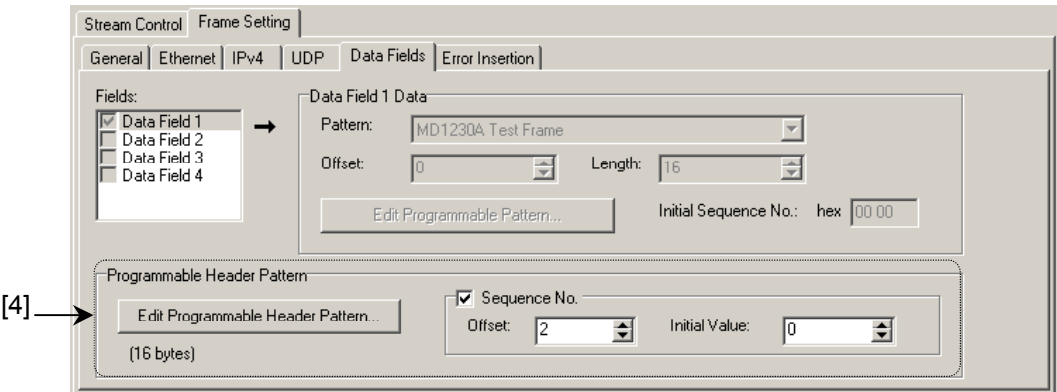 Stream Control Frame Setting
General Ethernet IPv4 UDP Data Fields Error Insertion
Fields:
Data Field 1
Data Field 2
Data Field 3
Data Field 4
Data Field 1 Data
Pattern: MD1230A Test Frame
Offset: 0 Length: 16
Edit Programmable Pattern... Initial Sequence No.: hex 00 00
Programmable Header Pattern
[4]
Edit Programmable Header Pattern...
(16 bytes)
Sequence No.
Offset: 2 Initial Value: 0